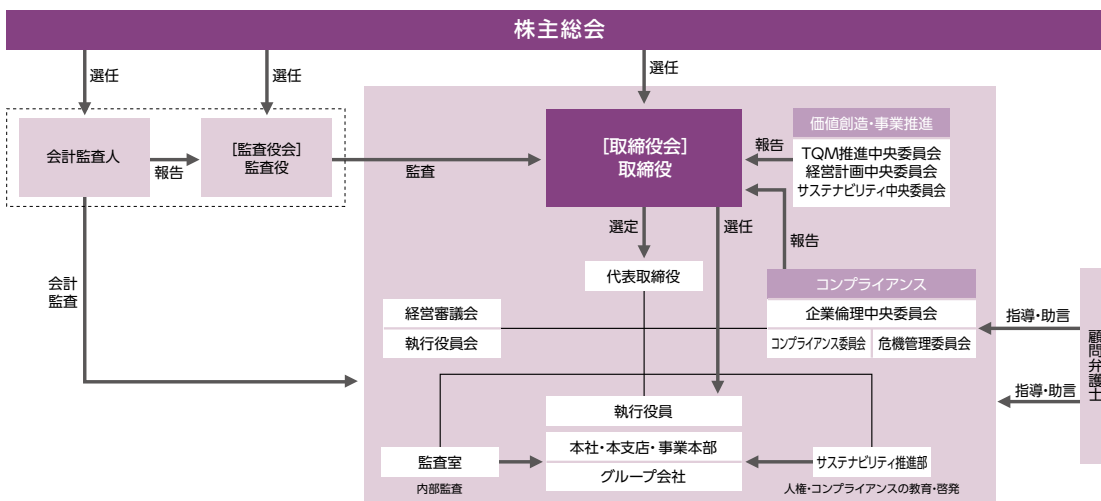 株主総会
選任
選任
選任
会計監査人
報告
[監査役会]
監査役
監査
[取締役会]
取締役
報告
価値創造・事業推進
TQM推進中央委員会
経営計画中央委員会
サステナビリティ中央委員会
選定
選任
報告
会計
監査
代表取締役
コンプライアンス
企業倫理中央委員会
コンプライアンス委員会
危機管理委員会
経営審議会
執行役員会
指導・助言
顧問弁護士
指導・助言
執行役員
本社・本支店・事業本部
グループ会社
監査室
内部監査
サステナビリティ推進部
人権・コンプライアンスの教育・啓発